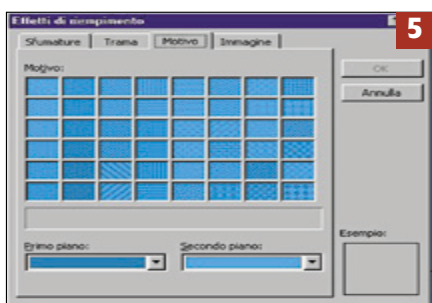 Effetti di riempimento
5
Sfumature Trama Motivo Immagine
Motivo:
OK
Annulla
Esempio:
Primo piano: Secondo piano: